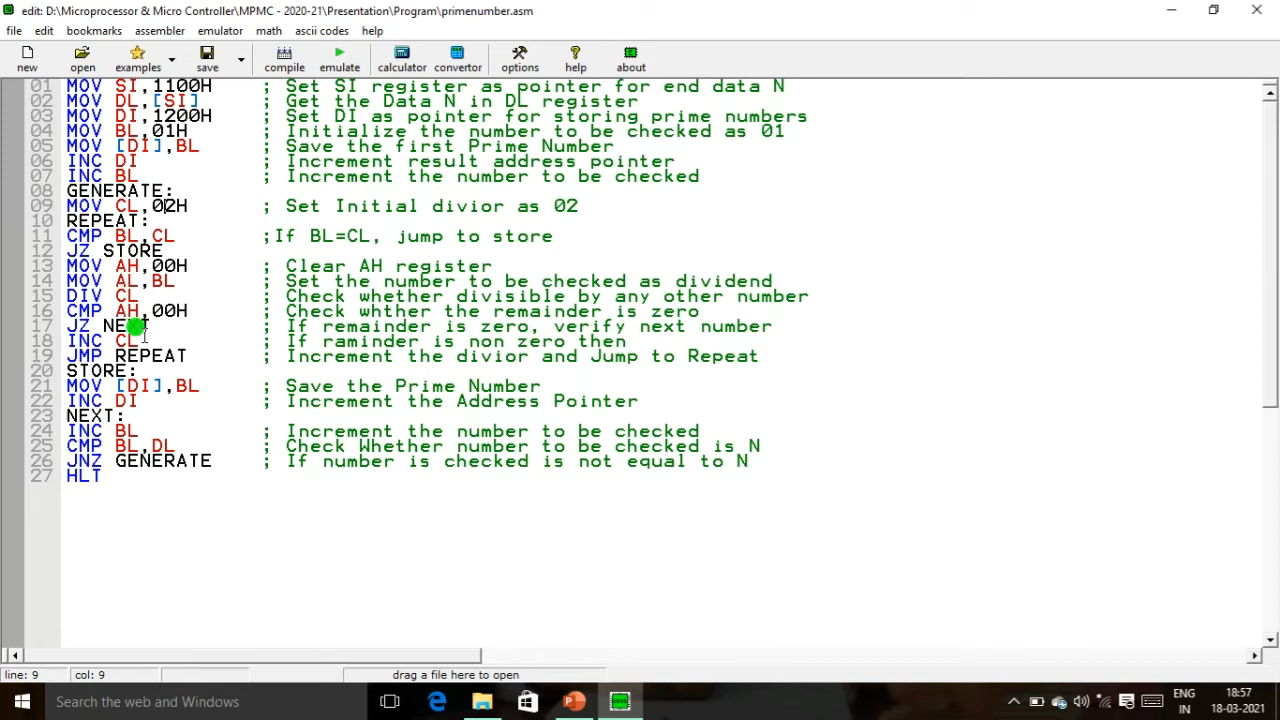 edit: D:\Microprocessor & Micro Controller\MPMC - 2020-21\Presentation\Program\primenumber.asm
file edit bookmarks assembler emulator math ascii codes help
new open examples save compile emulate calculator convertor options help about
01 MOV SI,1100H ; Set SI register as pointer for end data N
02 MOV DL,[SI] ; Get the Data N in DL register
03 MOV DI,1200H ; Set DI as pointer for storing prime numbers
04 MOV BL,01H ; Initialize the number to be checked as 01
05 MOV [DI],BL ; Save the first Prime Number
06 INC DI ; Increment result address pointer
07 INC BL ; Increment the number to be checked
08 GENERATE:
09 MOV CL,02H ; Set Initial divior as 02
10 REPEAT:
11 CMP BL,CL ;If BL=CL, jump to store
12 JZ STORE
13 MOV AH,00H ; Clear AH register
14 MOV AL,BL ; Set the number to be checked as dividend
15 DIV CL ; Check whether divisible by any other number
16 CMP AH,00H ; Check whther the remainder is zero
17 JZ NEXT ; If remainder is zero, verify next number
18 INC CL ; If raminder is non zero then
19 JMP REPEAT ; Increment the divior and Jump to Repeat
20 STORE:
21 MOV [DI],BL ; Save the Prime Number
22 INC DI ; Increment the Address Pointer
23 NEXT:
24 INC BL ; Increment the number to be checked
25 CMP BL,DL ; Check Whether number to be checked is N
26 JNZ GENERATE ; If number is checked is not equal to N
27 HLT
line: 9 col: 9 drag a file here to open
Search the web and Windows ENG 18:57
IN 18-03-2021